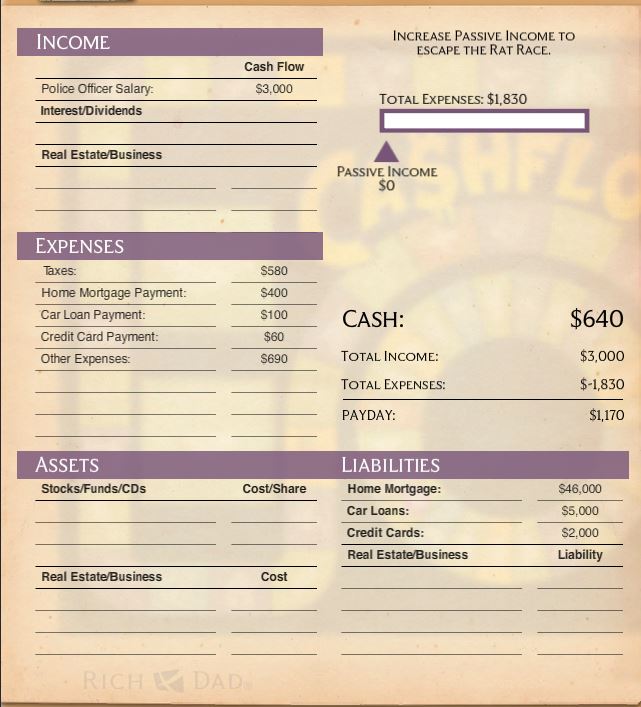 INCOME
Cash Flow
Police Officer Salary: $3,000
Interest/Dividends
Real Estate/Business
INCREASE PASSIVE INCOME TO
ESCAPE THE RAT RACE.
TOTAL EXPENSES: $1,830
PASSIVE INCOME
$0
EXPENSES
Taxes: $580
Home Mortgage Payment: $400
Car Loan Payment: $100
Credit Card Payment: $60
Other Expenses: $690
CASH: $640
TOTAL INCOME: $3,000
TOTAL EXPENSES: $-1,830
PAYDAY: $1,170
ASSETS
Stocks/Funds/CDs Cost/Share
Real Estate/Business Cost
LIABILITIES
Home Mortgage: $46,000
Car Loans: $5,000
Credit Cards: $2,000
Real Estate/Business Liability
CASHFLO
RICH DAD®